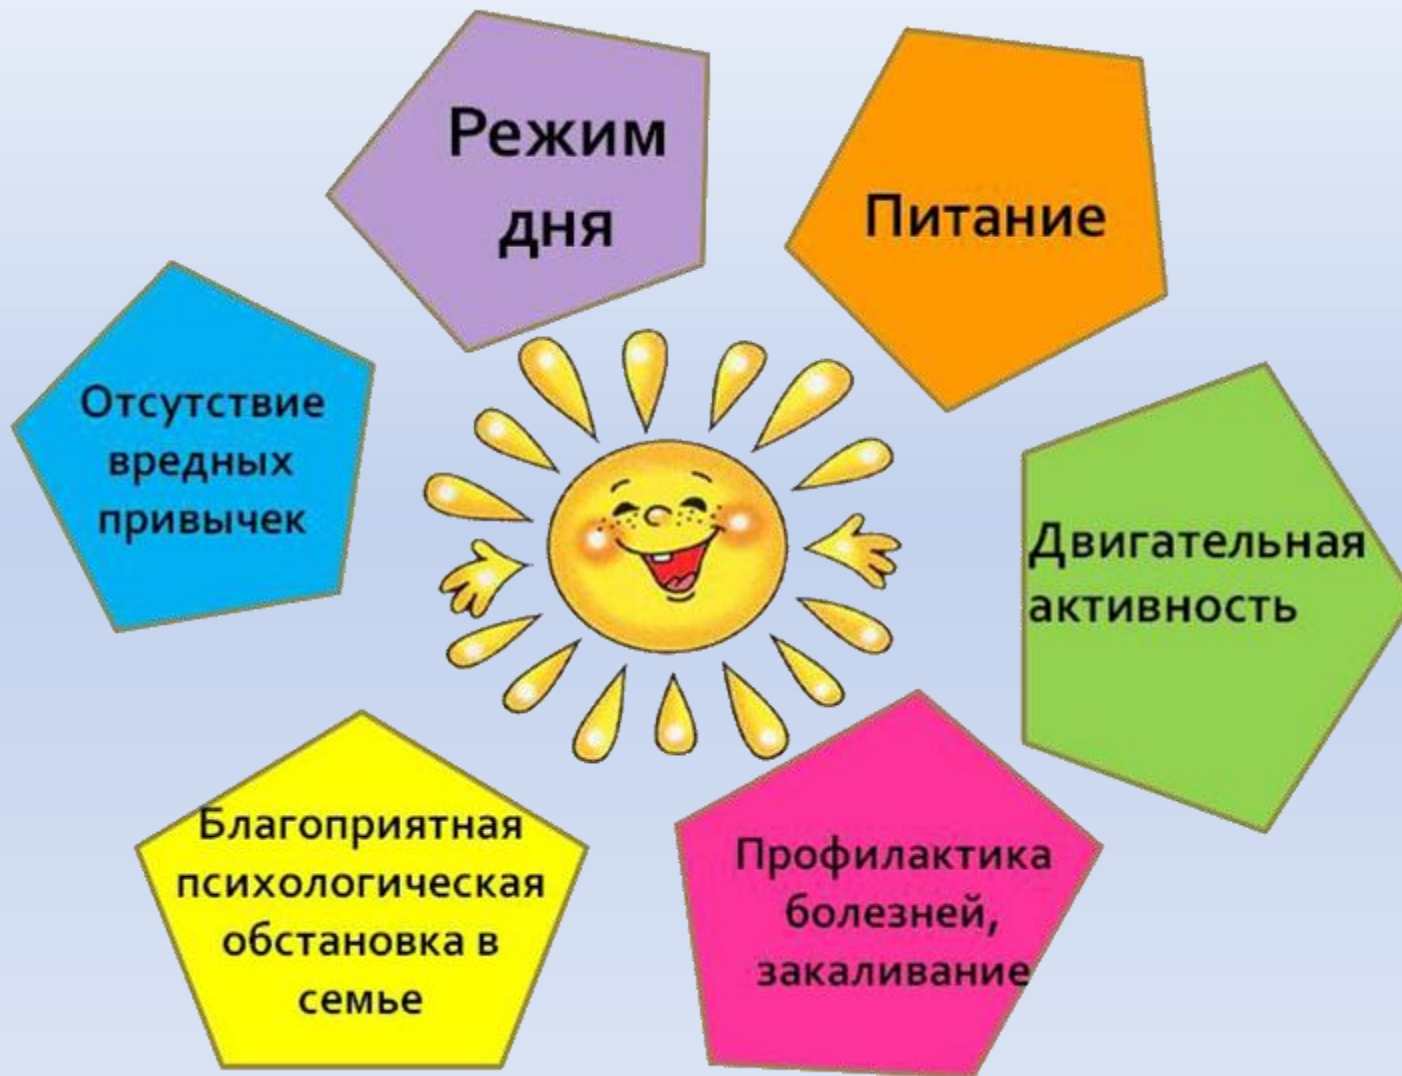 Режим
дня
Питание
Отсутствие
вредных
привычек
Двигательная
активность
Благоприятная
психологическая
обстановка в
семье
Профилактика
болезней,
закаливание